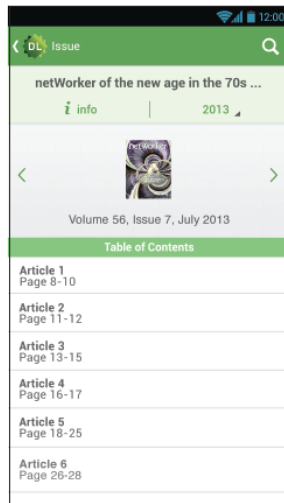 12:00
DL Issue
netWorker of the new age in the 70s ...
i info
2013
netWorker
Volume 56, Issue 7, July 2013
Table of Contents
Article 1
Page 8-10
Article 2
Page 11-12
Article 3
Page 13-15
Article 4
Page 16-17
Article 5
Page 18-25
Article 6
Page 26-28